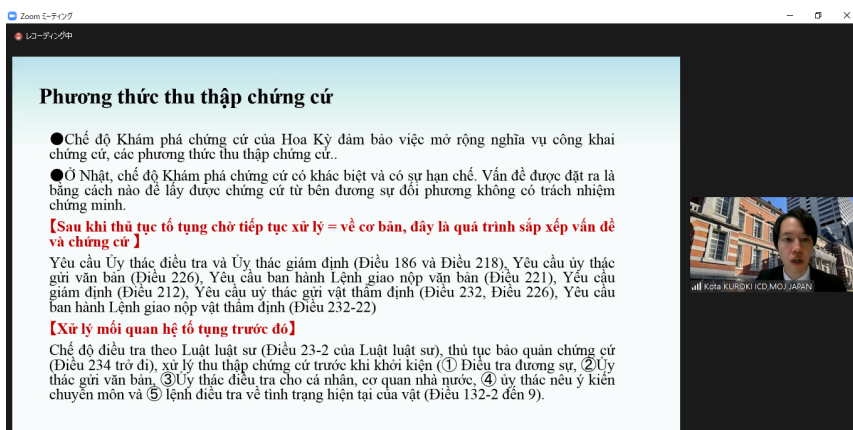 Zoom ミーティング
レコーディング中
Phương thức thu thập chứng cứ
●Chế độ Khám phá chứng cứ của Hoa Kỳ đảm bảo việc mở rộng nghĩa vụ công khai
chứng cứ, các phương thức thu thập chứng cứ..
●Ở Nhật, chế độ Khám phá chứng cứ có khác biệt và có sự hạn chế. Vấn đề được đặt ra là
bằng cách nào để lấy được chứng cứ từ bên đương sự đối phương không có trách nhiệm
chứng minh.
【Sau khi thủ tục tố tụng chờ tiếp tục xử lý = về cơ bản, đây là quá trình sắp xếp vấn đề
và chứng cứ 】
Yêu cầu Ủy thác điều tra và Ủy thác giám định (Điều 186 và Điều 218), Yêu cầu ủy thác
gửi văn bản (Điều 226), Yêu cầu ban hành Lệnh giao nộp văn bản (Điều 221), Yêu cầu
giám định (Điều 212), Yêu cầu uỷ thác gửi vật thẩm định (Điều 232, Điều 226), Yêu cầu
ban hành Lệnh giao nộp vật thẩm định (Điều 232-22)
【Xử lý mối quan hệ tố tụng trước đó】
Chế độ điều tra theo Luật luật sư (Điều 23-2 của Luật luật sư), thủ tục bảo quản chứng cứ
(Điều 234 trở đi), xử lý thu thập chứng cứ trước khi khởi kiện (① Điều tra đương sự, ②Ủy
thác gửi văn bản, ③Ủy thác điều tra cho cá nhân, cơ quan nhà nước, ④ ủy thác nêu ý kiến
chuyên môn và ⑤ lệnh điều tra về tình trạng hiện tại của vật (Điều 132-2 đến 9).
Kota KUROKI ICD,MOJ JAPAN